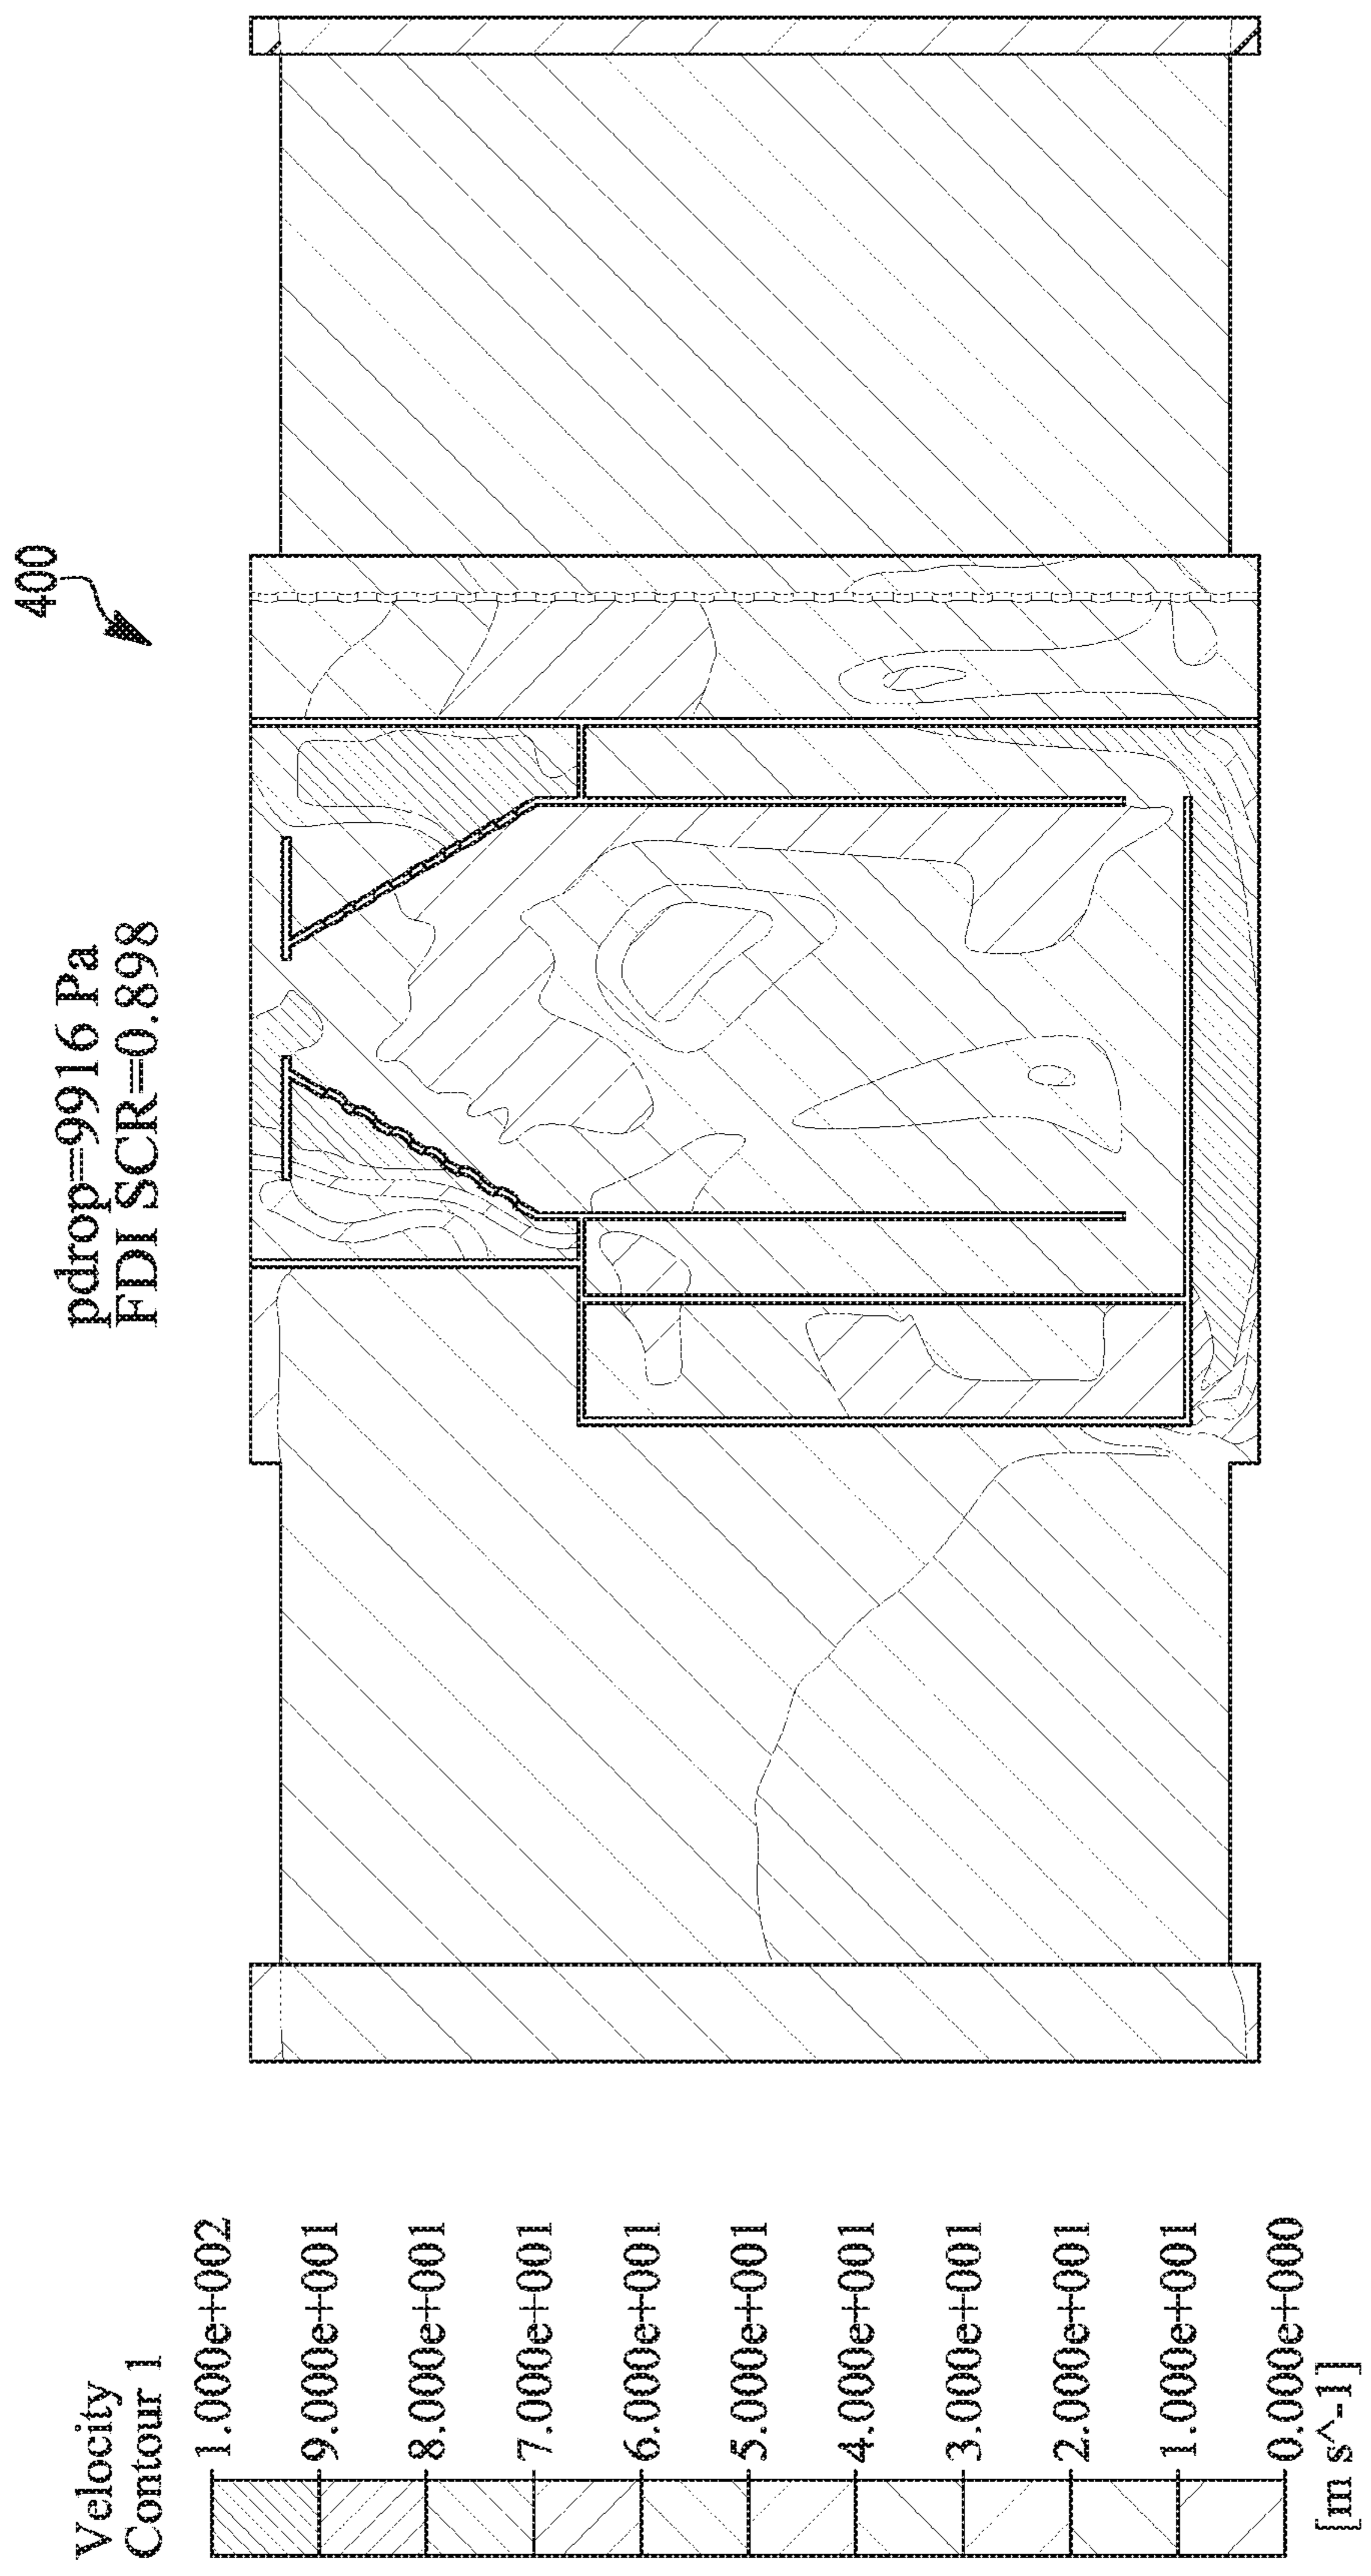 400
pdrop=9916 Pa
FDI SCR=0.898
Velocity
Contour 1
1.000e+002
9.000e+001
8.000e+001
7.000e+001
6.000e+001
5.000e+001
4.000e+001
3.000e+001
2.000e+001
1.000e+001
0.000e+000
[m s^-1]